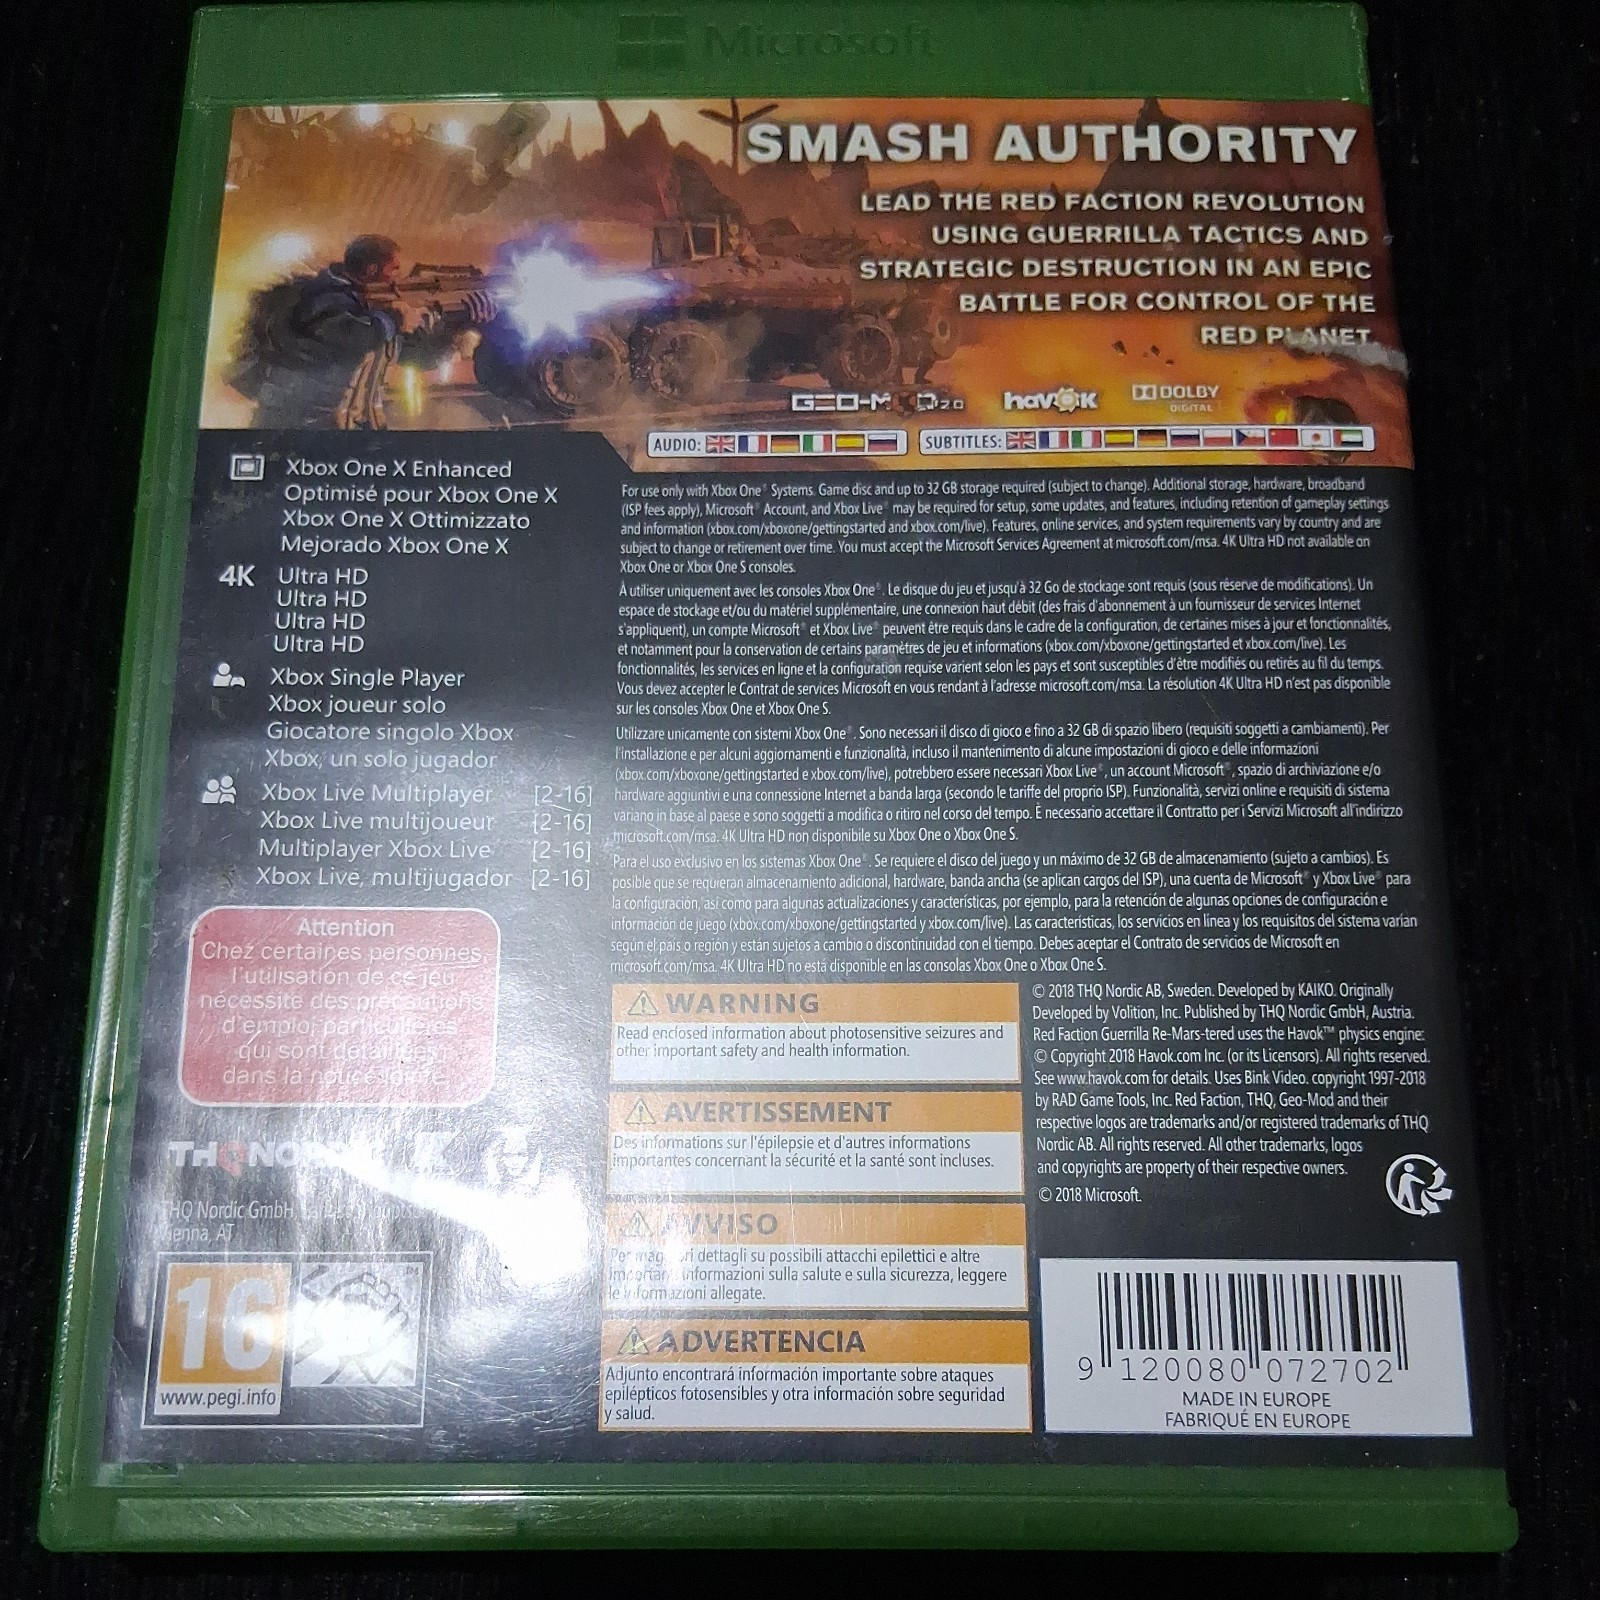 Microsoft
SMASH AUTHORITY
LEAD THE RED FACTION REVOLUTION
USING GUERRILLA TACTICS AND
STRATEGIC DESTRUCTION IN AN EPIC
BATTLE FOR CONTROL OF THE
RED PLANET.
GEO-MOD 2.0
havok
DOLBY
DIGITAL
AUDIO:
SUBTITLES:
Xbox One X Enhanced
Optimisé pour Xbox One X
Xbox One X Ottimizzato
Mejorado Xbox One X
4K Ultra HD
Ultra HD
Ultra HD
Ultra HD
Xbox Single Player
Xbox joueur solo
Giocatore singolo Xbox
Xbox, un solo jugador
Xbox Live Multiplayer [2-16]
Xbox Live multijoueur [2-16]
Multiplayer Xbox Live [2-16]
Xbox Live, multijugador [2-16]
Attention
Chez certaines personnes,
l'utilisation de ce jeu
nécessite des précautions
d'emploi particulières
qui sont détaillées
dans la notice jointe.
THQ NORDIC
THQ Nordic GmbH,
Vienna, AT
16
www.pegi.info
For use only with Xbox One® Systems. Game disc and up to 32 GB storage required (subject to change). Additional storage, hardware, broadband
(ISP fees apply), Microsoft® Account, and Xbox Live® may be required for setup, some updates, and features, including retention of gameplay settings
and information (xbox.com/xboxone/gettingstarted and xbox.com/live). Features, online services, and system requirements vary by country and are
subject to change or retirement over time. You must accept the Microsoft Services Agreement at microsoft.com/msa. 4K Ultra HD not available on
Xbox One or Xbox One S consoles.
À utiliser uniquement avec les consoles Xbox One®. Le disque du jeu et jusqu'à 32 Go de stockage sont requis (sous réserve de modifications). Un
espace de stockage et/ou du matériel supplémentaire, une connexion haut débit (des frais d'abonnement à un fournisseur de services Internet
s'appliquent), un compte Microsoft® et Xbox Live® peuvent être requis dans le cadre de la configuration, de certaines mises à jour et fonctionnalités,
et notamment pour la conservation de certains paramètres de jeu et informations (xbox.com/xboxone/gettingstarted et xbox.com/live). Les
fonctionnalités, les services en ligne et la configuration requise varient selon les pays et sont susceptibles d'être modifiés ou retirés au fil du temps.
Vous devez accepter le Contrat de services Microsoft en vous rendant à l'adresse microsoft.com/msa. La résolution 4K Ultra HD n'est pas disponible
sur les consoles Xbox One et Xbox One S.
Utilizzare unicamente con sistemi Xbox One®. Sono necessari il disco di gioco e fino a 32 GB di spazio libero (requisiti soggetti a cambiamenti). Per
l'installazione e per alcuni aggiornamenti e funzionalità, incluso il mantenimento di alcune impostazioni di gioco e delle informazioni
(xbox.com/xboxone/gettingstarted e xbox.com/live), potrebbero essere necessari Xbox Live®, un account Microsoft®, spazio di archiviazione e/o
hardware aggiuntivi e una connessione Internet a banda larga (secondo le tariffe del proprio ISP). Funzionalità, servizi online e requisiti di sistema
variano in base al paese e sono soggetti a modifica o ritiro nel corso del tempo. È necessario accettare il Contratto per i Servizi Microsoft all'indirizzo
microsoft.com/msa. 4K Ultra HD non disponibile su Xbox One o Xbox One S.
Para el uso exclusivo en los sistemas Xbox One®. Se requiere el disco del juego y un máximo de 32 GB de almacenamiento (sujeto a cambios). Es
posible que se requieran almacenamiento adicional, hardware, banda ancha (se aplican cargos del ISP), una cuenta de Microsoft® y Xbox Live® para
la configuración, así como para algunas actualizaciones y características, por ejemplo, para la retención de algunas opciones de configuración e
información de juego (xbox.com/xboxone/gettingstarted y xbox.com/live). Las características, los servicios en línea y los requisitos del sistema varían
según el país o región y están sujetos a cambio o discontinuidad con el tiempo. Debes aceptar el Contrato de servicios de Microsoft en
microsoft.com/msa. 4K Ultra HD no está disponible en las consolas Xbox One o Xbox One S.
WARNING
Read enclosed information about photosensitive seizures and
other important safety and health information.
AVERTISSEMENT
Des informations sur l'épilepsie et d'autres informations
importantes concernant la sécurité et la santé sont incluses.
AVVISO
Per maggiori dettagli su possibili attacchi epilettici e altre
importanti informazioni sulla salute e sulla sicurezza, leggere
le informazioni allegate.
ADVERTENCIA
Adjunto encontrará información importante sobre ataques
epilépticos fotosensibles y otra información sobre seguridad
y salud.
© 2018 THQ Nordic AB, Sweden. Developed by KAIKO. Originally
Developed by Volition, Inc. Published by THQ Nordic GmbH, Austria.
Red Faction Guerrilla Re-Mars-tered uses the Havok™ physics engine:
© Copyright 2018 Havok.com Inc. (or its Licensors). All rights reserved.
See www.havok.com for details. Uses Bink Video. copyright 1997-2018
by RAD Game Tools, Inc. Red Faction, THQ, Geo-Mod and their
respective logos are trademarks and/or registered trademarks of THQ
Nordic AB. All rights reserved. All other trademarks, logos
and copyrights are property of their respective owners.
© 2018 Microsoft.
9 120080 072702
MADE IN EUROPE
FABRIQUÉ EN EUROPE